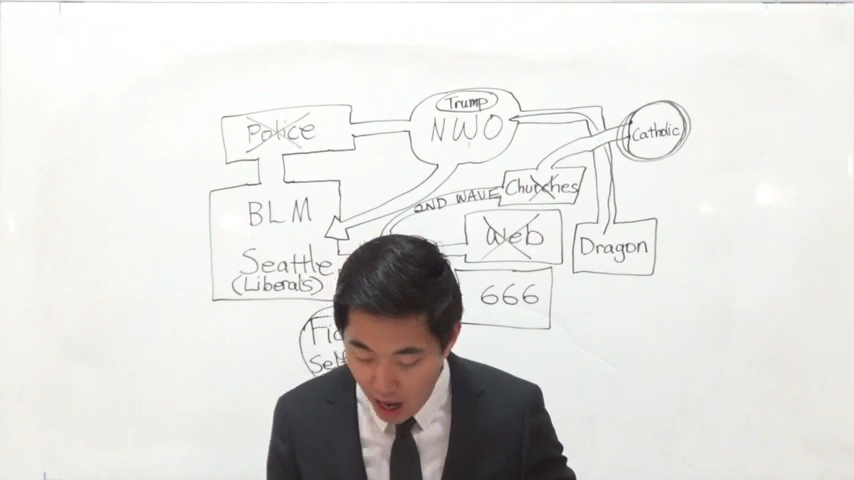 Trump
NWO
Police
Catholic
Churches
2ND WAVE
BLM
Web
Dragon
Seattle
(Liberals)
666